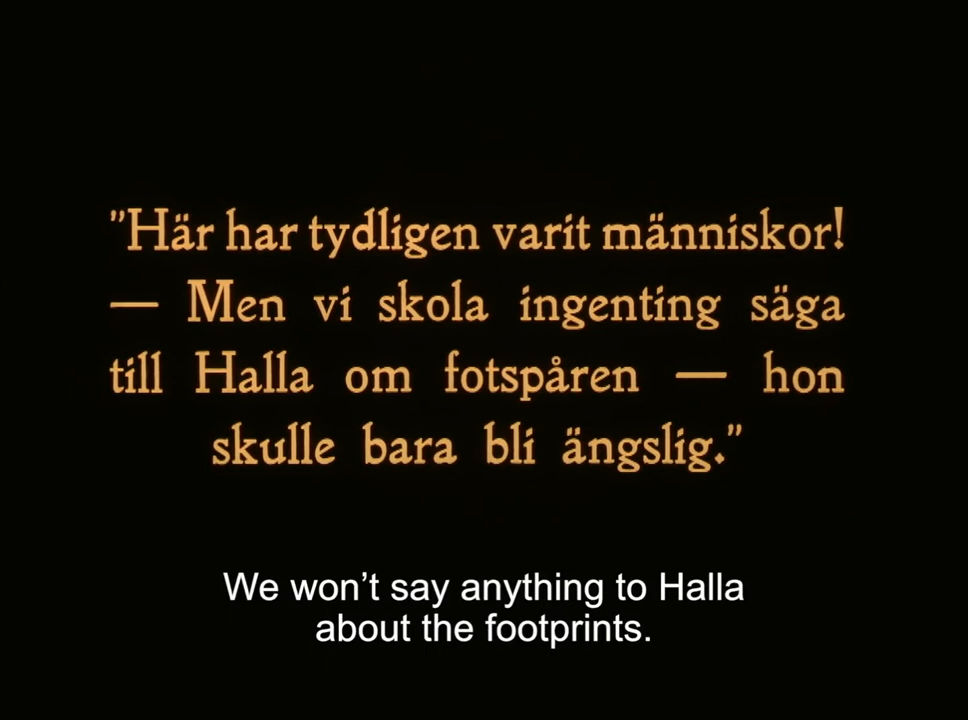 "Här har tydligen varit människor!
— Men vi skola ingenting säga
till Halla om fotspåren — hon
skulle bara bli ängslig."
We won't say anything to Halla
about the footprints.